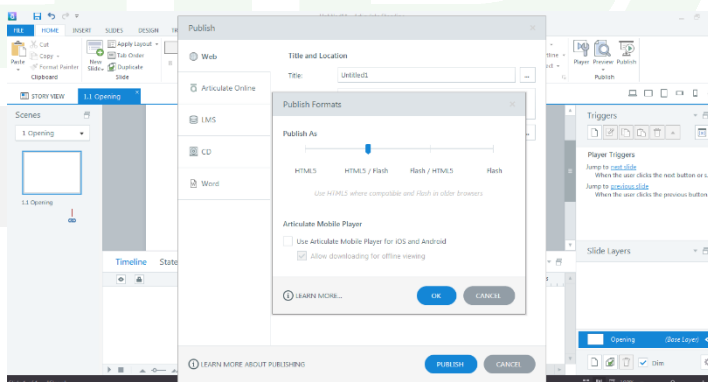 FILE HOME INSERT SLIDES DESIGN
Paste
Cut
Copy
Format Painter
Clipboard
New Slide
Apply Layout
Tab Order
Duplicate
Slide
Player Preview Publish
Publish
STORY VIEW
1.1 Opening
Scenes
1 Opening
1.1 Opening
Timeline
Publish
Web
Articulate Online
LMS
CD
Word
Title and Location
Title:
Untitled1
...
Publish Formats
Publish As
HTML5 HTML5 / Flash Flash / HTML5 Flash
Use HTML5 where compatible and Flash in older browsers
Articulate Mobile Player
Use Articulate Mobile Player for iOS and Android
Allow downloading for offline viewing
LEARN MORE...
OK
CANCEL
LEARN MORE ABOUT PUBLISHING
PUBLISH
CANCEL
Triggers
Player Triggers
Jump to next slide
When the user clicks the next button or
Jump to previous slide
When the user clicks the previous button
Slide Layers
Opening (Base Layer)
Dim